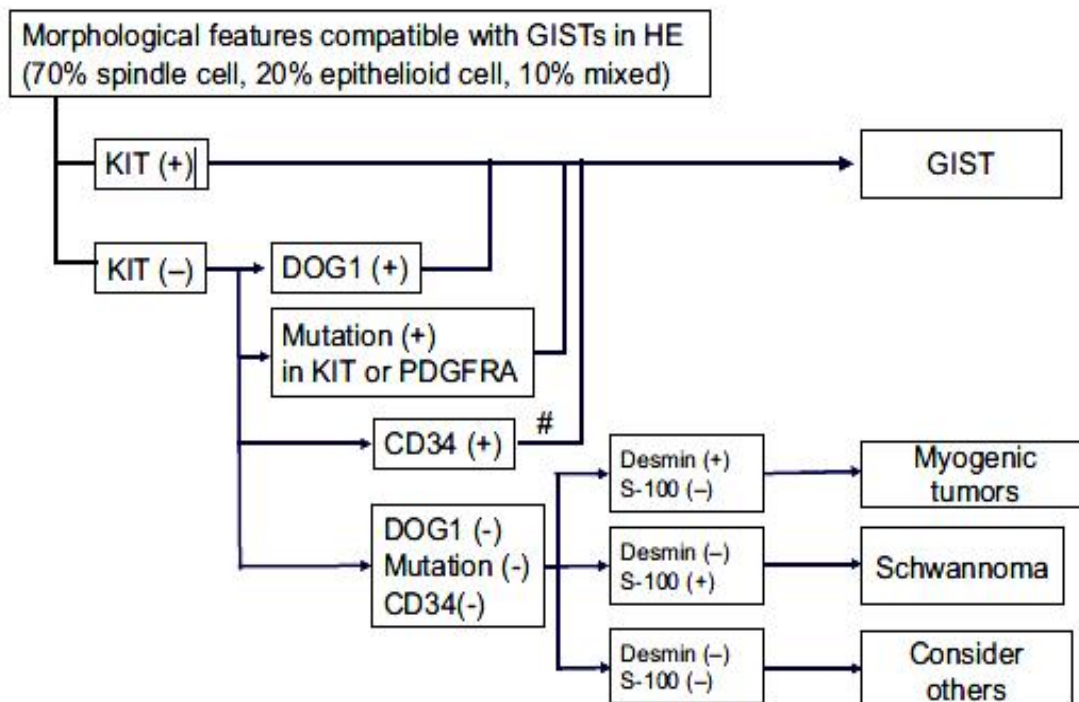 Morphological features compatible with GISTs in HE
(70% spindle cell, 20% epithelioid cell, 10% mixed)
KIT (+)
GIST
KIT (–)
DOG1 (+)
Mutation (+)
in KIT or PDGFRA
CD34 (+)
#
DOG1 (-)
Mutation (-)
CD34(-)
Desmin (+)
S-100 (–)
Myogenic
tumors
Desmin (–)
S-100 (+)
Schwannoma
Desmin (–)
S-100 (–)
Consider
others